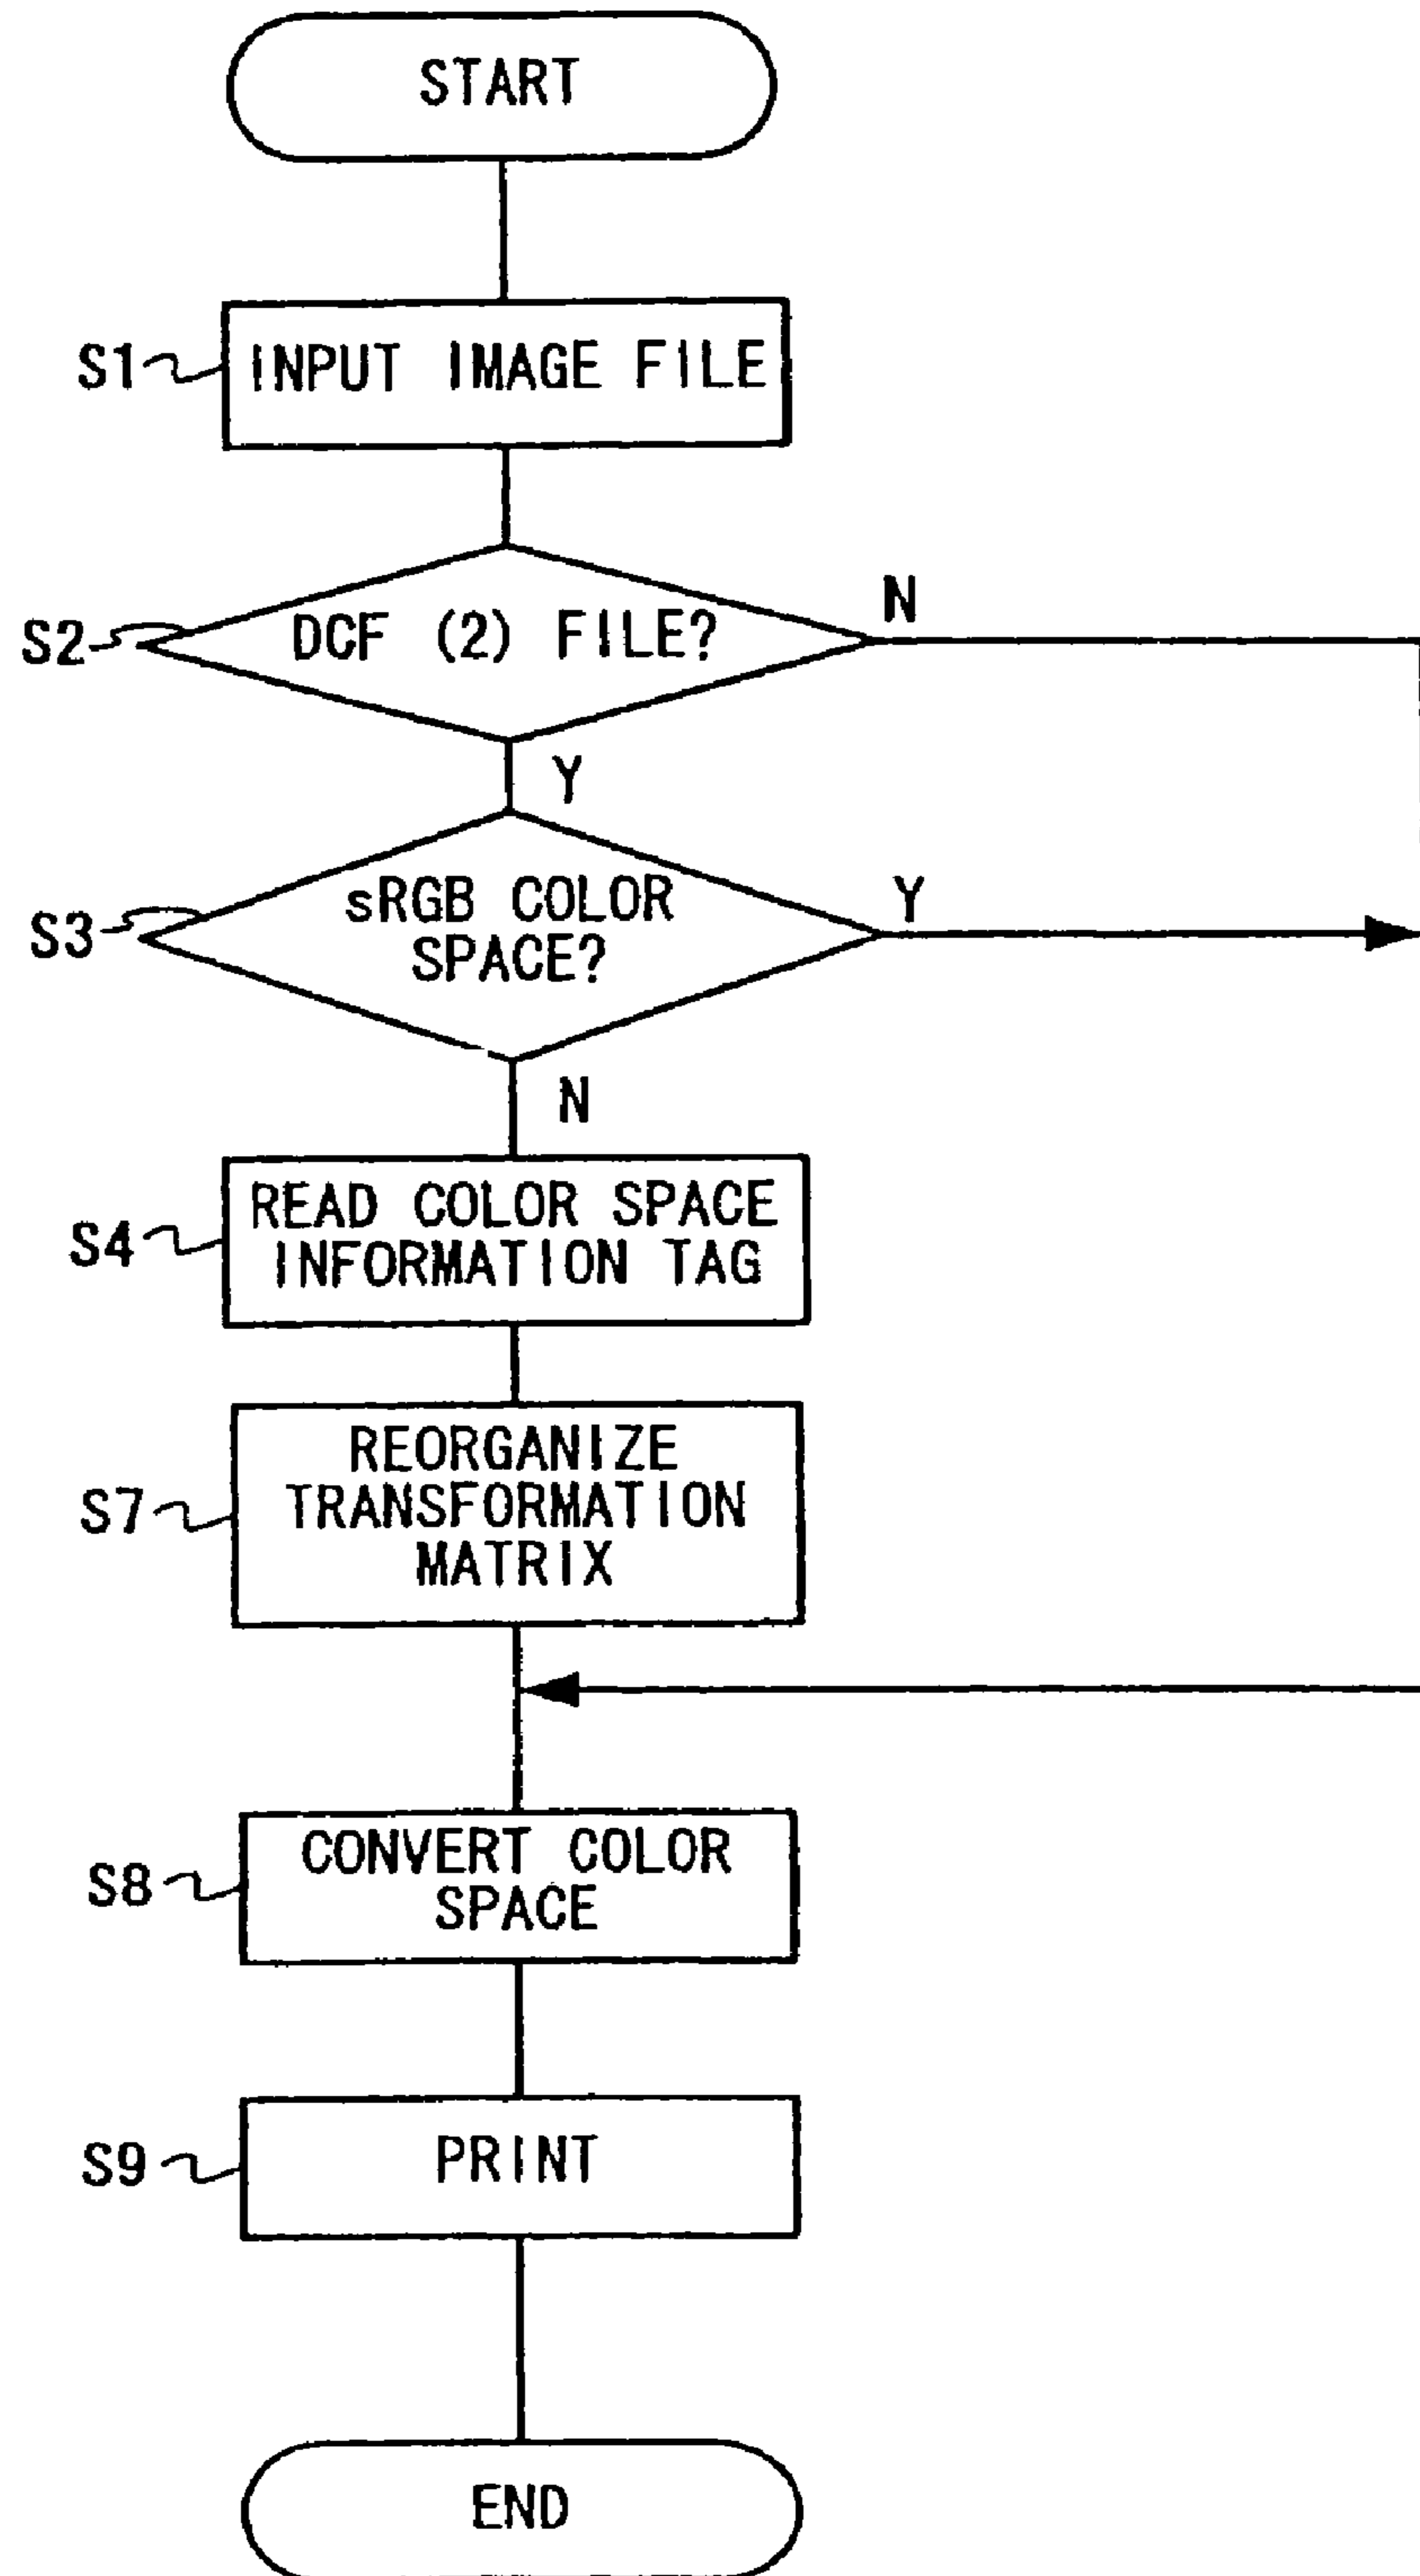 START
S1
INPUT IMAGE FILE
S2
DCF (2) FILE?
N
Y
S3
sRGB COLOR
SPACE?
Y
N
S4
READ COLOR SPACE
INFORMATION TAG
S7
REORGANIZE
TRANSFORMATION
MATRIX
S8
CONVERT COLOR
SPACE
S9
PRINT
END